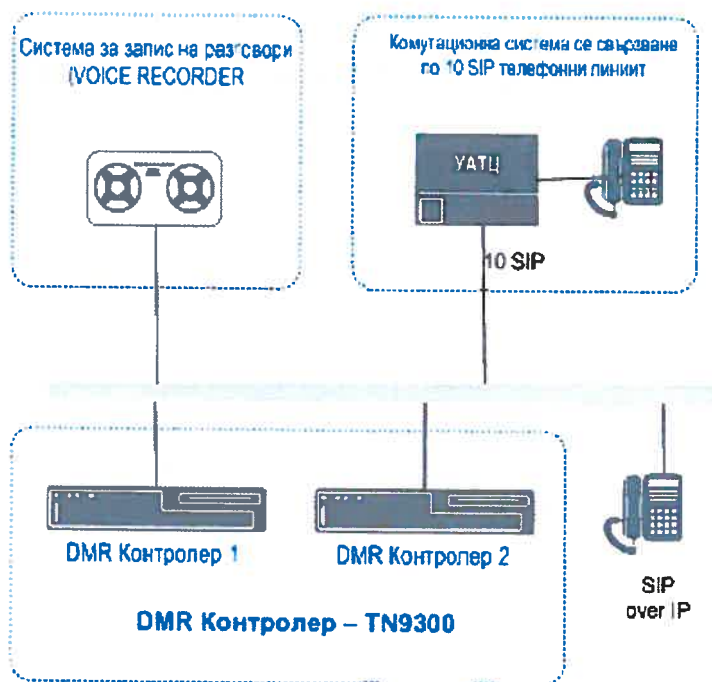 Система за запис на разговори
(VOICE RECORDER
Комутационна система се свързване
по 10 SIP телефонни линиит
УАТЦ
10 SIP
DMR Контролер 1
DMR Контролер 2
DMR Контролер – TN9300
SIP
over IP